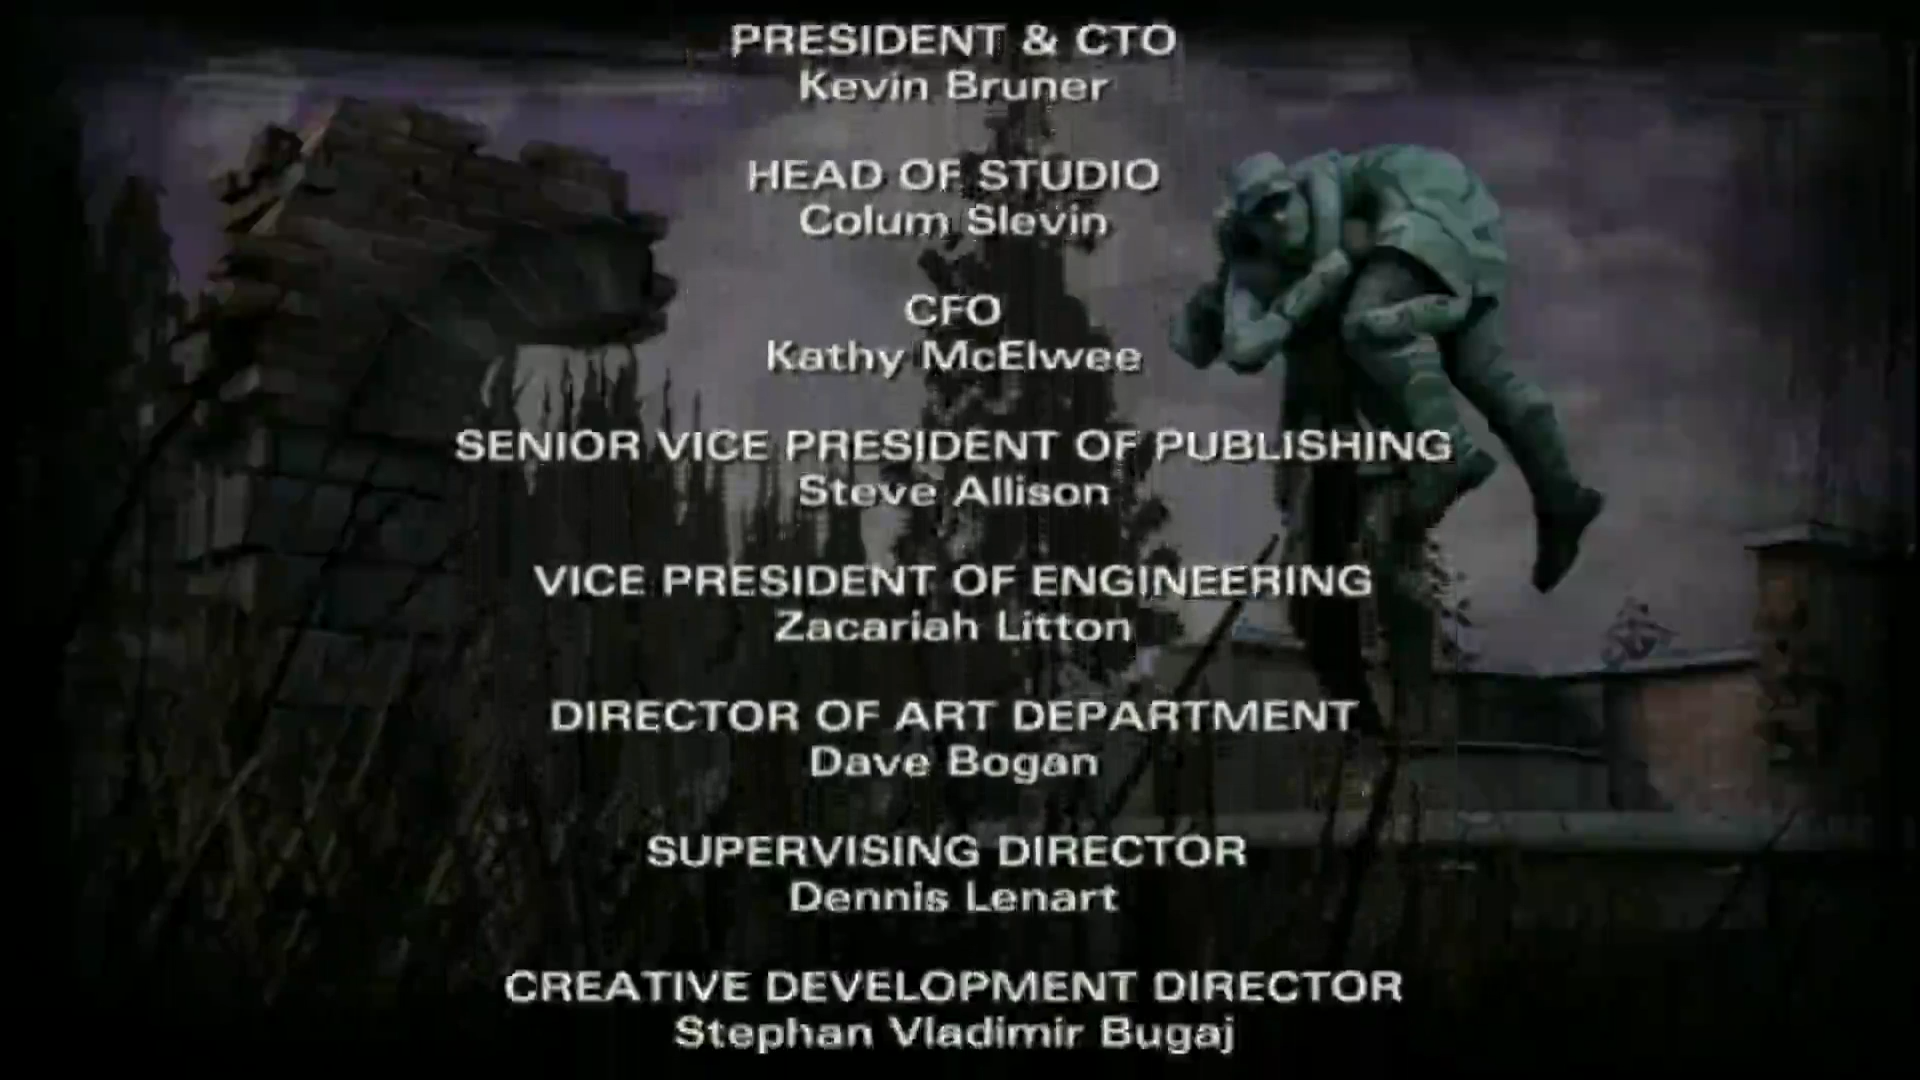 PRESIDENT & CTO
Kevin Bruner
HEAD OF STUDIO
Colum Slevin
CFO
Kathy McElwee
SENIOR VICE PRESIDENT OF PUBLISHING
Steve Allison
VICE PRESIDENT OF ENGINEERING
Zacariah Litton
DIRECTOR OF ART DEPARTMENT
Dave Bogan
SUPERVISING DIRECTOR
Dennis Lenart
CREATIVE DEVELOPMENT DIRECTOR
Stephan Vladimir Bugaj